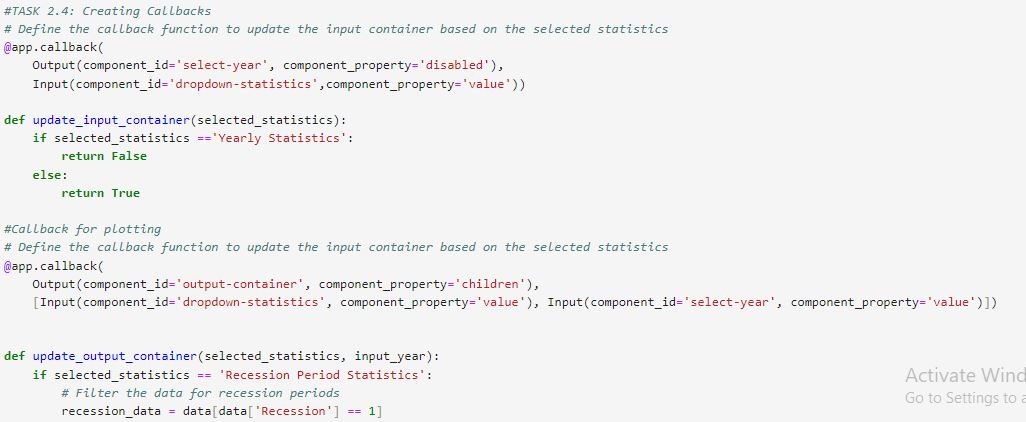 #TASK 2.4: Creating Callbacks
# Define the callback function to update the input container based on the selected statistics
@app.callback(
    Output(component_id='select-year', component_property='disabled'),
    Input(component_id='dropdown-statistics',component_property='value'))
def update_input_container(selected_statistics):
    if selected_statistics =='Yearly Statistics':
        return False
    else:
        return True
#Callback for plotting
# Define the callback function to update the input container based on the selected statistics
@app.callback(
    Output(component_id='output-container', component_property='children'),
    [Input(component_id='dropdown-statistics', component_property='value'), Input(component_id='select-year', component_property='value')])
def update_output_container(selected_statistics, input_year):
    if selected_statistics == 'Recession Period Statistics':
        # Filter the data for recession periods
        recession_data = data[data['Recession'] == 1]
Activate Wind
Go to Settings to a